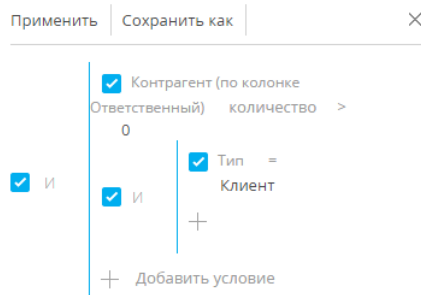 Применить Сохранить как
Контрагент (по колонке
Ответственный) количество >
0
Тип =
И И Клиент
Добавить условие